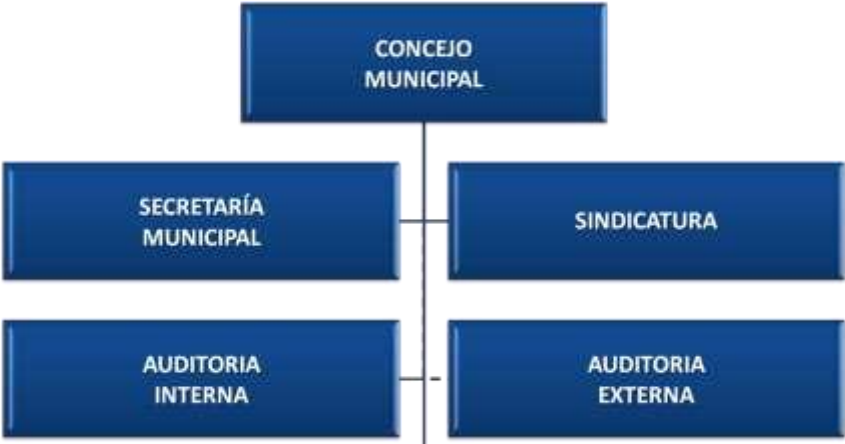 CONCEJO
MUNICIPAL
SECRETARÍA
MUNICIPAL
SINDICATURA
AUDITORIA
INTERNA
AUDITORIA
EXTERNA